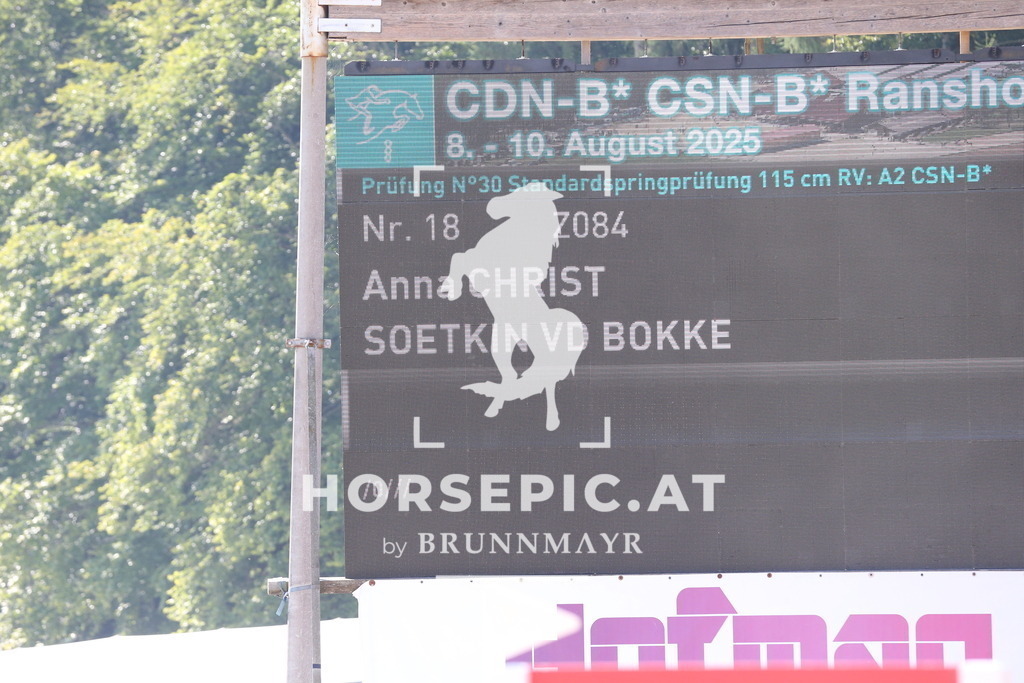 CDN-B* CSN-B* Ransho
8. - 10. August 2025
Prüfung N°30 Standardspringprüfung 115 cm RV: A2 CSN-B*
Nr. 18 Z084
Anna CHRIST
SOETKIN VD BOKKE
HORSEPIC.AT
by BRUNNMAYR